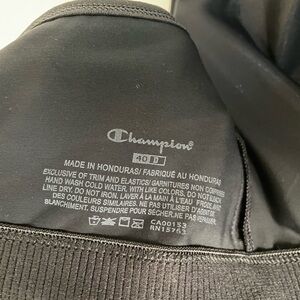 Champion
40 D
MADE IN HONDURAS/ FABRIQUÉ AU HONDURAS
EXCLUSIVE OF TRIM AND ELASTICS/ GARNITURES NON
HAND WASH COLD WATER, WITH LIKE COLORS. DO NOT
LINE DRY, DO NOT IRON. LAVER À LA MAIN À L'EAU FROIDE
DES COULEURS SIMILAIRES. NE PAS UTILISER D'AGENT DE
BLANCHIMENT. SUSPENDRE POUR SÉCHER. NE PAS REPASSER.
CA00153
RN15763